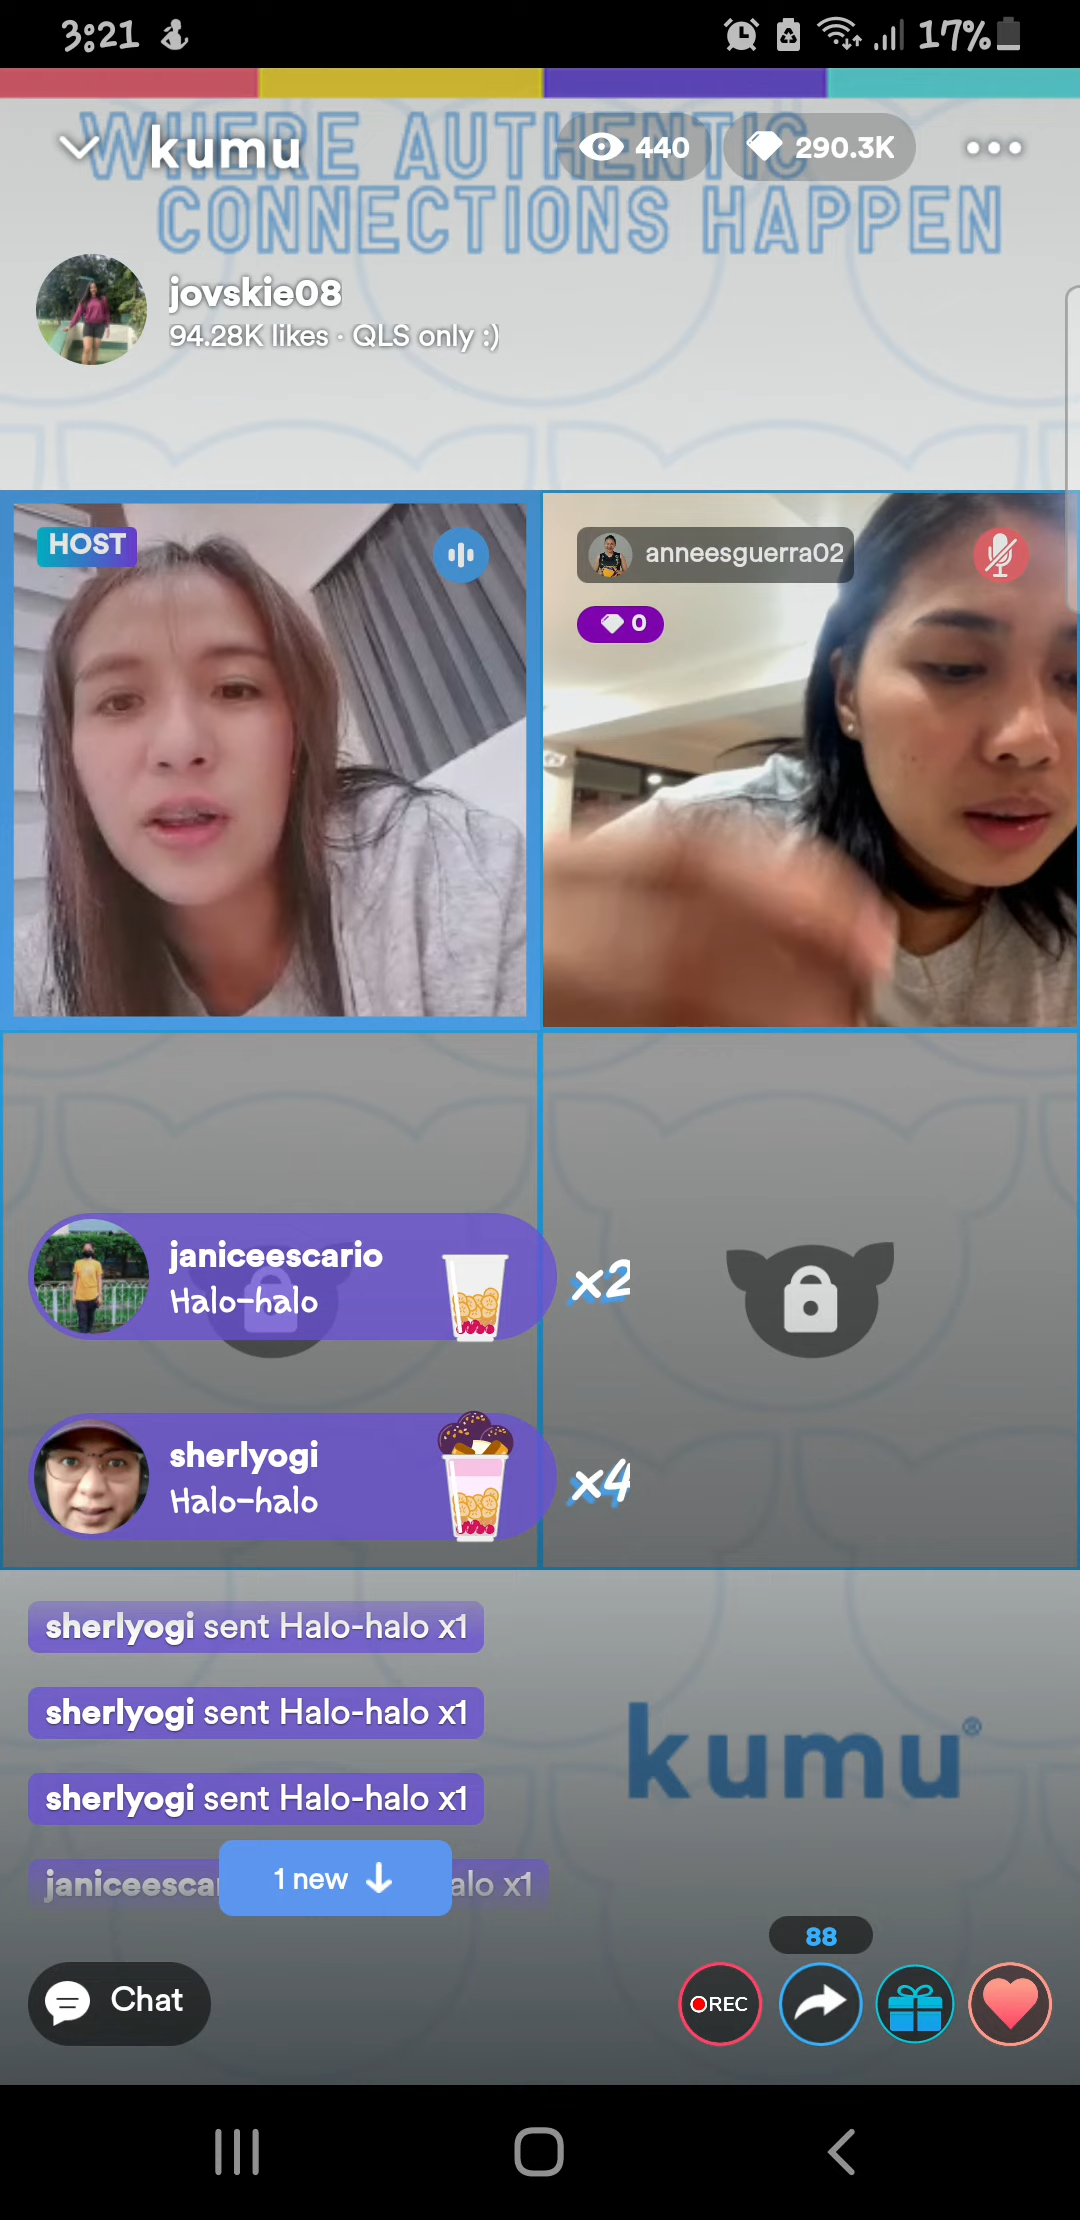 3:21
17%
WHERE AUTHENTIC
CONNECTIONS HAPPEN
kumu
440
290.3K
jovskie08
94.28K likes · QLS only :)
HOST
anneesguerra02
0
janiceescario
Halo-halo
x2
sherlyogi
Halo-halo
x4
sherlyogi sent Halo-halo x1
sherlyogi sent Halo-halo x1
sherlyogi sent Halo-halo x1
kumu®
1 new
alo x1
88
Chat
REC